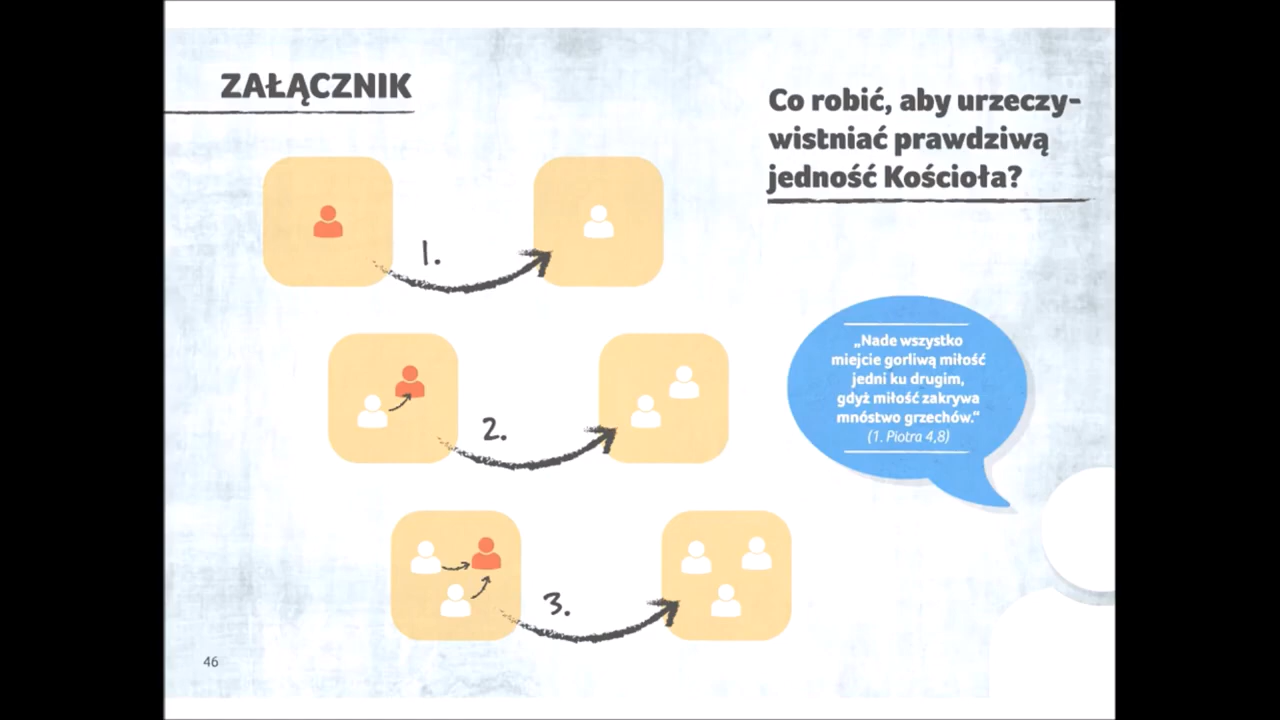 ZAŁĄCZNIK
Co robić, aby urzeczy-
wistniać prawdziwą
jedność Kościoła?
1.
2.
3.
„Nade wszystko
miejcie gorliwą miłość
jedni ku drugim,
gdyż miłość zakrywa
mnóstwo grzechów.“
(1. Piotra 4,8)
46